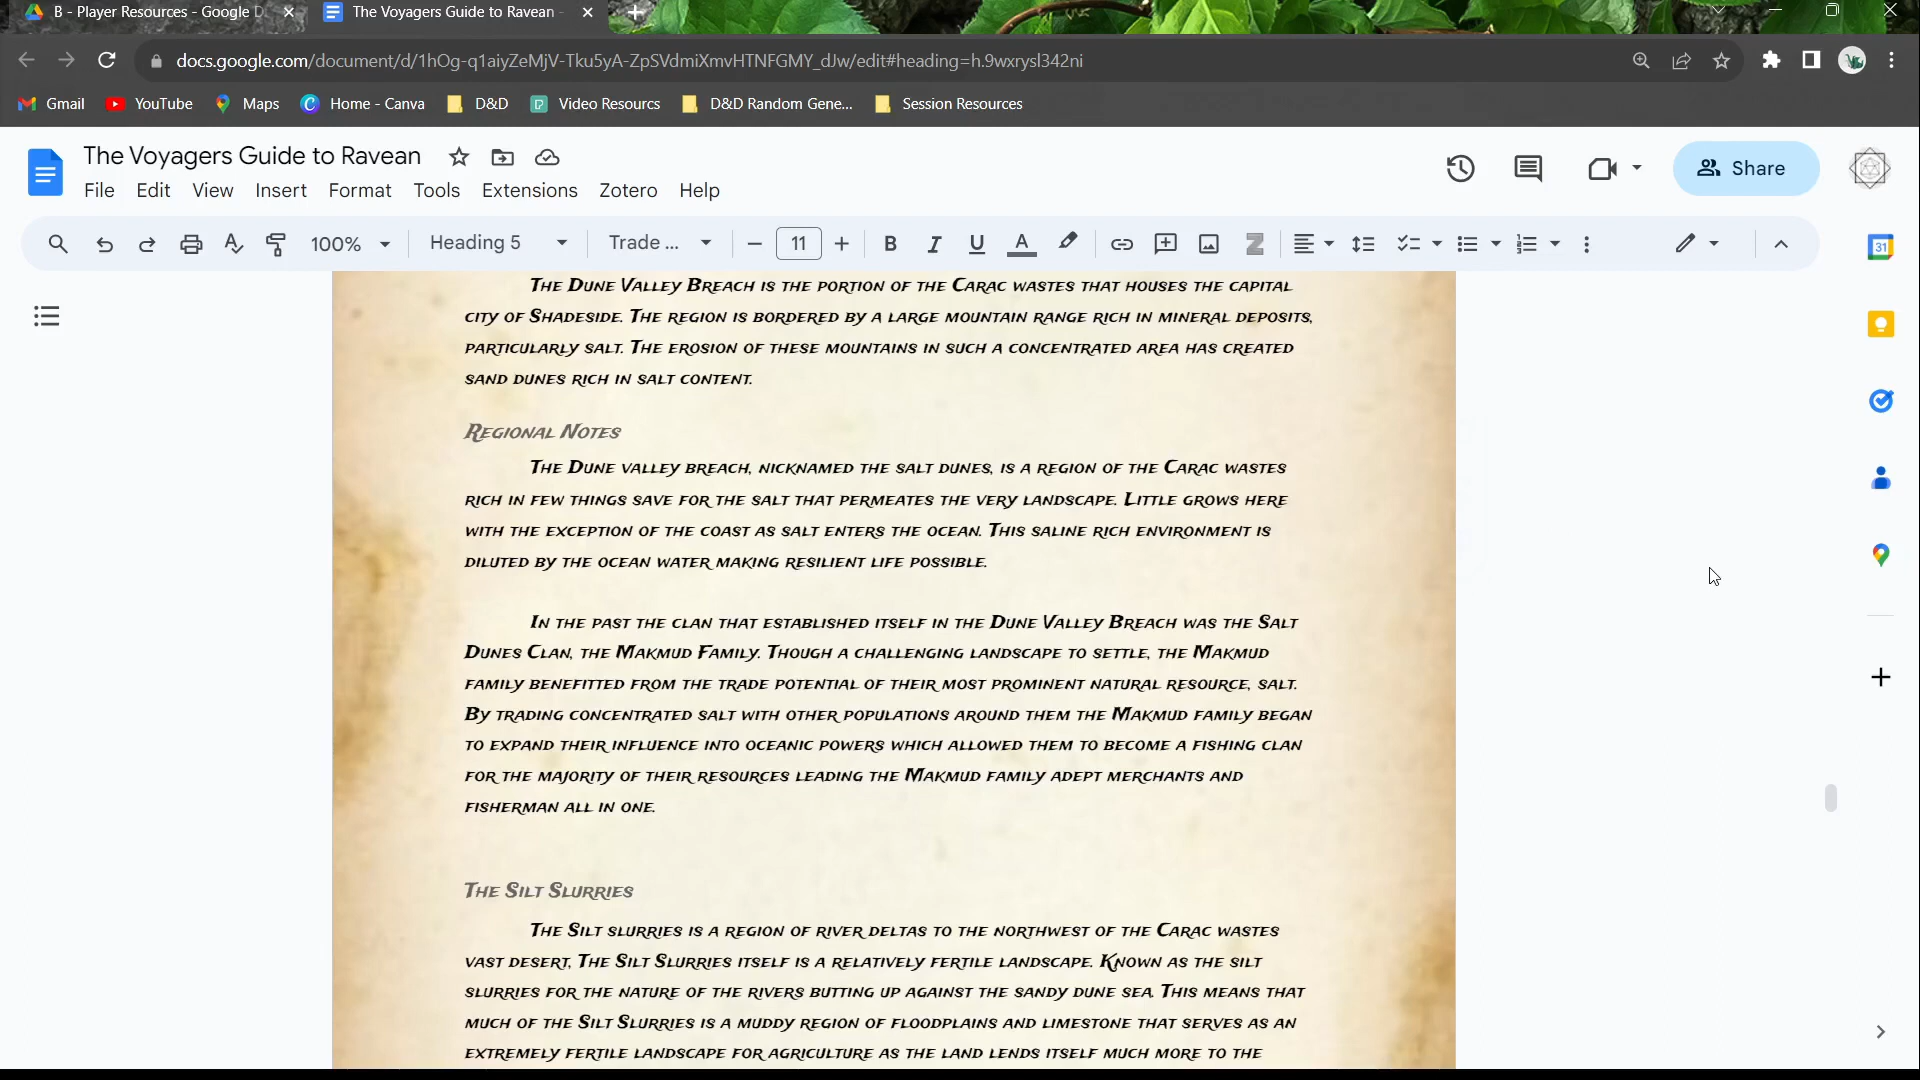 B - Player Resources - Google D
The Voyagers Guide to Ravean -
docs.google.com/document/d/1hOg-q1aiyZeMjV-Tku5yA-ZpSVdmiXmvHTNFGMY_dJw/edit#heading=h.9wxrysl342ni
Gmail YouTube Maps Home - Canva D&D Video Resourcs D&D Random Gene... Session Resources
The Voyagers Guide to Ravean
Share
File Edit View Insert Format Tools Extensions Zotero Help
100% Heading 5 Trade ... 11
31
The Dune Valley Breach is the portion of the Carac wastes that houses the capital
city of Shadeside. The region is bordered by a large mountain range rich in mineral deposits,
particularly salt. The erosion of these mountains in such a concentrated area has created
sand dunes rich in salt content.
Regional Notes
The Dune valley breach, nicknamed the salt dunes, is a region of the Carac wastes
rich in few things save for the salt that permeates the very landscape. Little grows here
with the exception of the coast as salt enters the ocean. This saline rich environment is
diluted by the ocean water making resilient life possible.
In the past the clan that established itself in the Dune Valley Breach was the Salt
Dunes Clan, the Makmud Family. Though a challenging landscape to settle, the Makmud
family benefitted from the trade potential of their most prominent natural resource, salt.
By trading concentrated salt with other populations around them the Makmud family began
to expand their influence into oceanic powers which allowed them to become a fishing clan
for the majority of their resources leading the Makmud family adept merchants and
fisherman all in one.
The Silt Slurries
The Silt slurries is a region of river deltas to the northwest of the Carac wastes
vast desert, The Silt Slurries itself is a relatively fertile landscape. Known as the silt
slurries for the nature of the rivers butting up against the sandy dune sea. This means that
much of the Silt Slurries is a muddy region of floodplains and limestone that serves as an
extremely fertile landscape for agriculture as the land lends itself much more to the